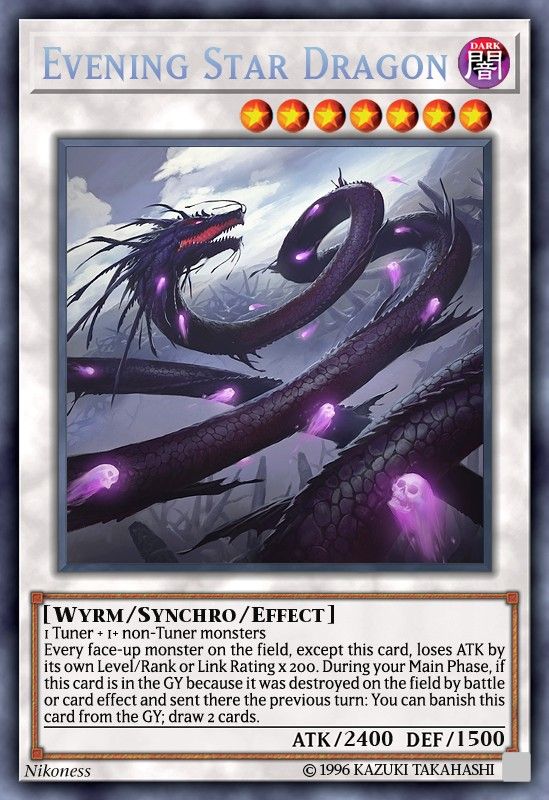 Evening Star Dragon
DARK
闇
[Wyrm/Synchro/Effect]
1 Tuner + 1+ non-Tuner monsters
Every face-up monster on the field, except this card, loses ATK by
its own Level/Rank or Link Rating x 200. During your Main Phase, if
this card is in the GY because it was destroyed on the field by battle
or card effect and sent there the previous turn: You can banish this
card from the GY; draw 2 cards.
ATK/2400 DEF/1500
Nikoness
© 1996 KAZUKI TAKAHASHI